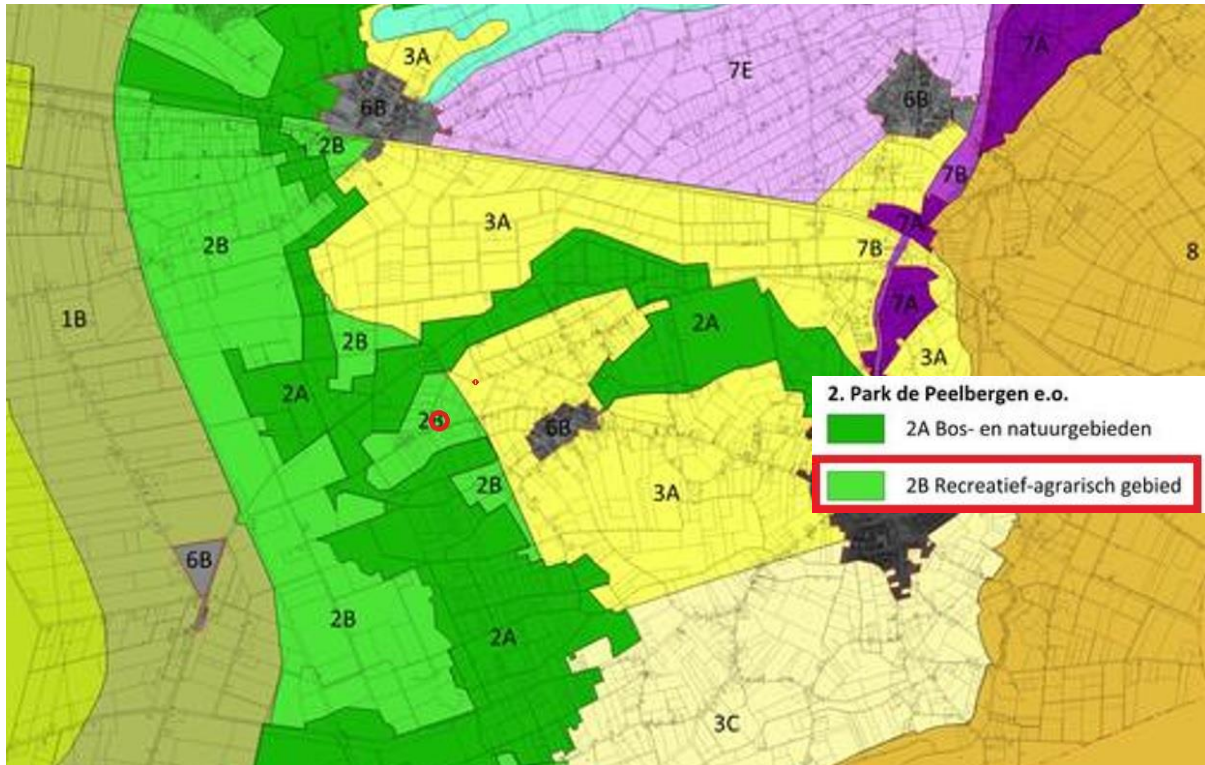 3A
7A
7E
6B
6B
2B
7B
3A
7A
2B
7B
8
1B
7A
2A
2B
3A
2A
2. Park de Peelbergen e.o.
2A Bos- en natuurgebieden
2B
6B
2B
3A
2B Recreatief-agrarisch gebied
6B
2B
2A
3C